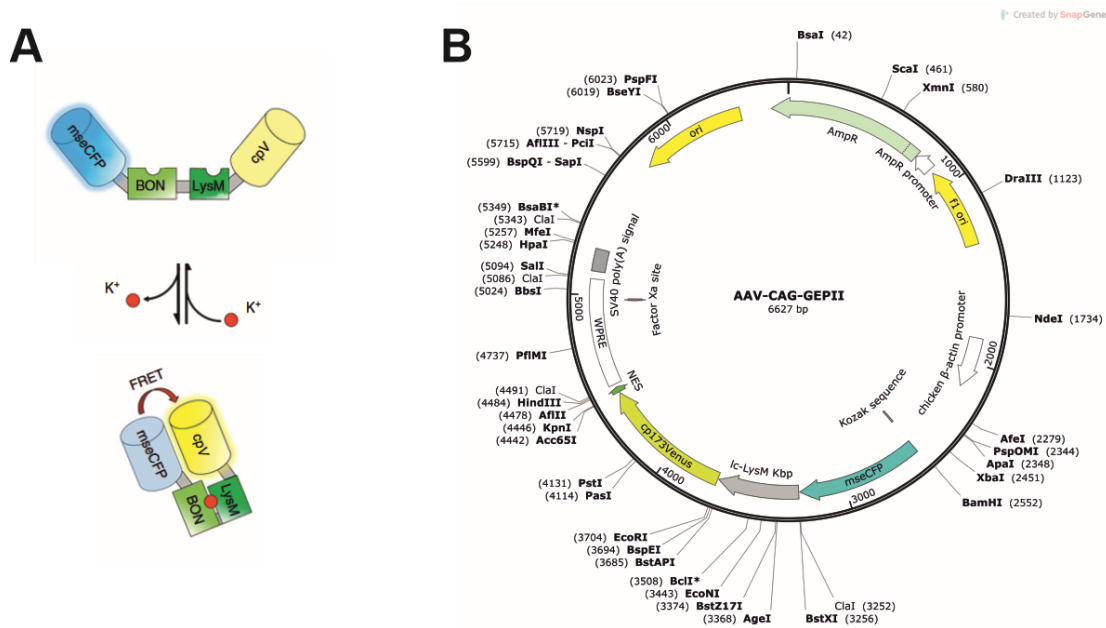 Created by SnapGene
A
mseCFP
BON
LysM
cpV
K+
K+
FRET
mseCFP
cpV
BON
LysM
B
BsaI (42)
ScaI (461)
XmnI (580)
DraIII (1123)
NdeI (1734)
AfeI (2279)
PspOMI (2344)
ApaI (2348)
XbaI (2451)
BamHI (2552)
ClaI (3252)
BstXI (3256)
(3368) AgeI
(3374) BstZ17I
(3443) EcoNI
(3508) BclI*
(3685) BstAPI
(3694) BspEI
(3704) EcoRI
(4114) PasI
(4131) PstI
(4442) Acc65I
(4446) KpnI
(4478) AflII
(4484) HindIII
(4491) ClaI
(4737) PflMI
(5024) BbsI
(5086) ClaI
(5094) SalI
(5248) HpaI
(5257) MfeI
(5343) ClaI
(5349) BsaBI*
(5599) BspQI - SapI
(5715) AflIII - PciI
(5719) NspI
(6019) BseYI
(6023) PspFI
1000
2000
3000
4000
5000
6000
AmpR
AmpR promoter
f1 ori
chicken β-actin promoter
Kozak sequence
mseCFP
lc-LysM Kbp
cp173Venus
NES
WPRE
Factor Xa site
SV40 poly(A) signal
ori
AAV-CAG-GEPII
6627 bp